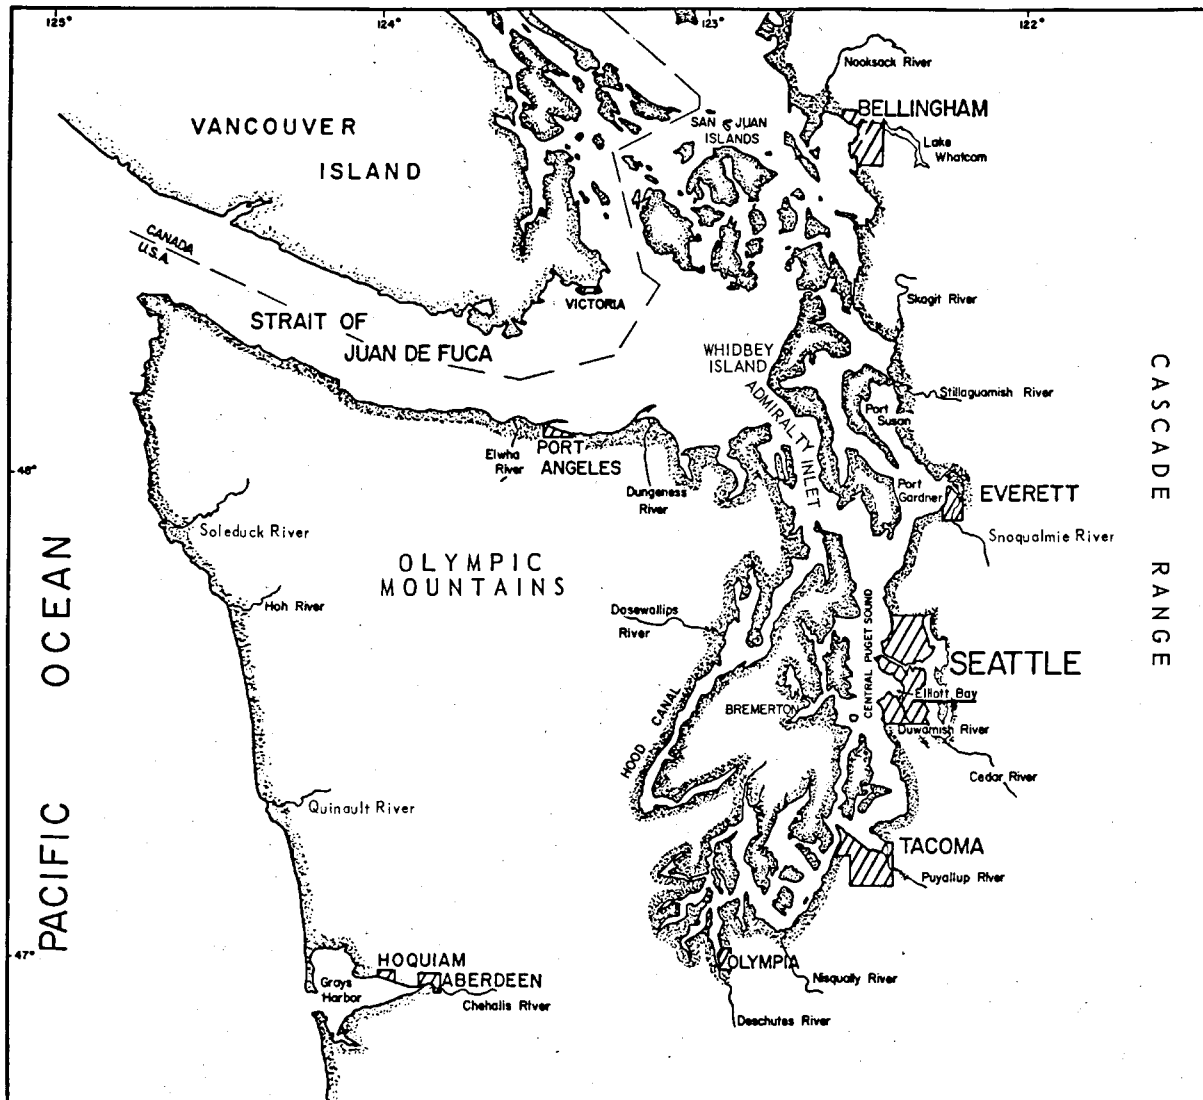 125°
124°
123°
122°
Nooksack River
BELLINGHAM
Lake
Whatcom
VANCOUVER
ISLAND
SAN JUAN
ISLANDS
CANADA
U.S.A.
VICTORIA
Skagit River
STRAIT OF
JUAN DE FUCA
WHIDBEY
ISLAND
ADMIRALTY INLET
Stillaguamish River
Port
Susan
CASCADE RANGE
Elwha
River
PORT
ANGELES
48°
Dungeness
River
Port
Gardner
EVERETT
Snoqualmie River
Soleduck River
OLYMPIC
MOUNTAINS
Hoh River
Dosewallips
River
CENTRAL PUGET SOUND
SEATTLE
Elliott Bay
HOOD CANAL
BREMERTON
Duwamish River
Cedar River
Quinault River
PACIFIC OCEAN
TACOMA
Puyallup River
47°
HOQUIAM
ABERDEEN
Grays
Harbor
Chehalis River
OLYMPIA
Nisqually River
Deschutes River